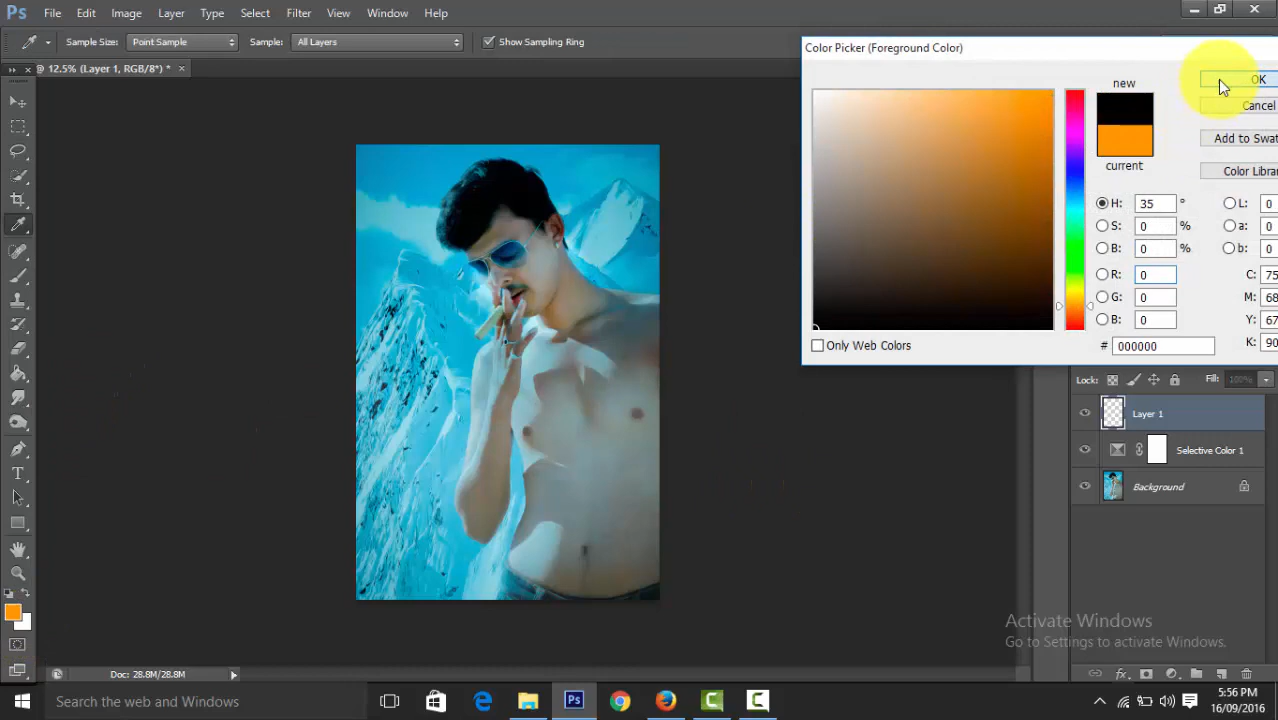 Ps File Edit Image Layer Type Select Filter View Window Help
Sample Size: Point Sample Sample: All Layers Show Sampling Ring
@ 12.5% (Layer 1, RGB/8*) * ×
Color Picker (Foreground Color)
new
current
OK
Cancel
Add to Swat
Color Librar
H: 35 ° L: 0
S: 0 % a: 0
B: 0 % b: 0
R: 0 C: 75
G: 0 M: 68
B: 0 Y: 67
# 000000 K: 90
Only Web Colors
Lock: Fill: 100%
Layer 1
Selective Color 1
Background
Activate Windows
Go to Settings to activate Windows.
Doc: 28.8M/28.8M
Search the web and Windows
Ps
5:56 PM
16/09/2016